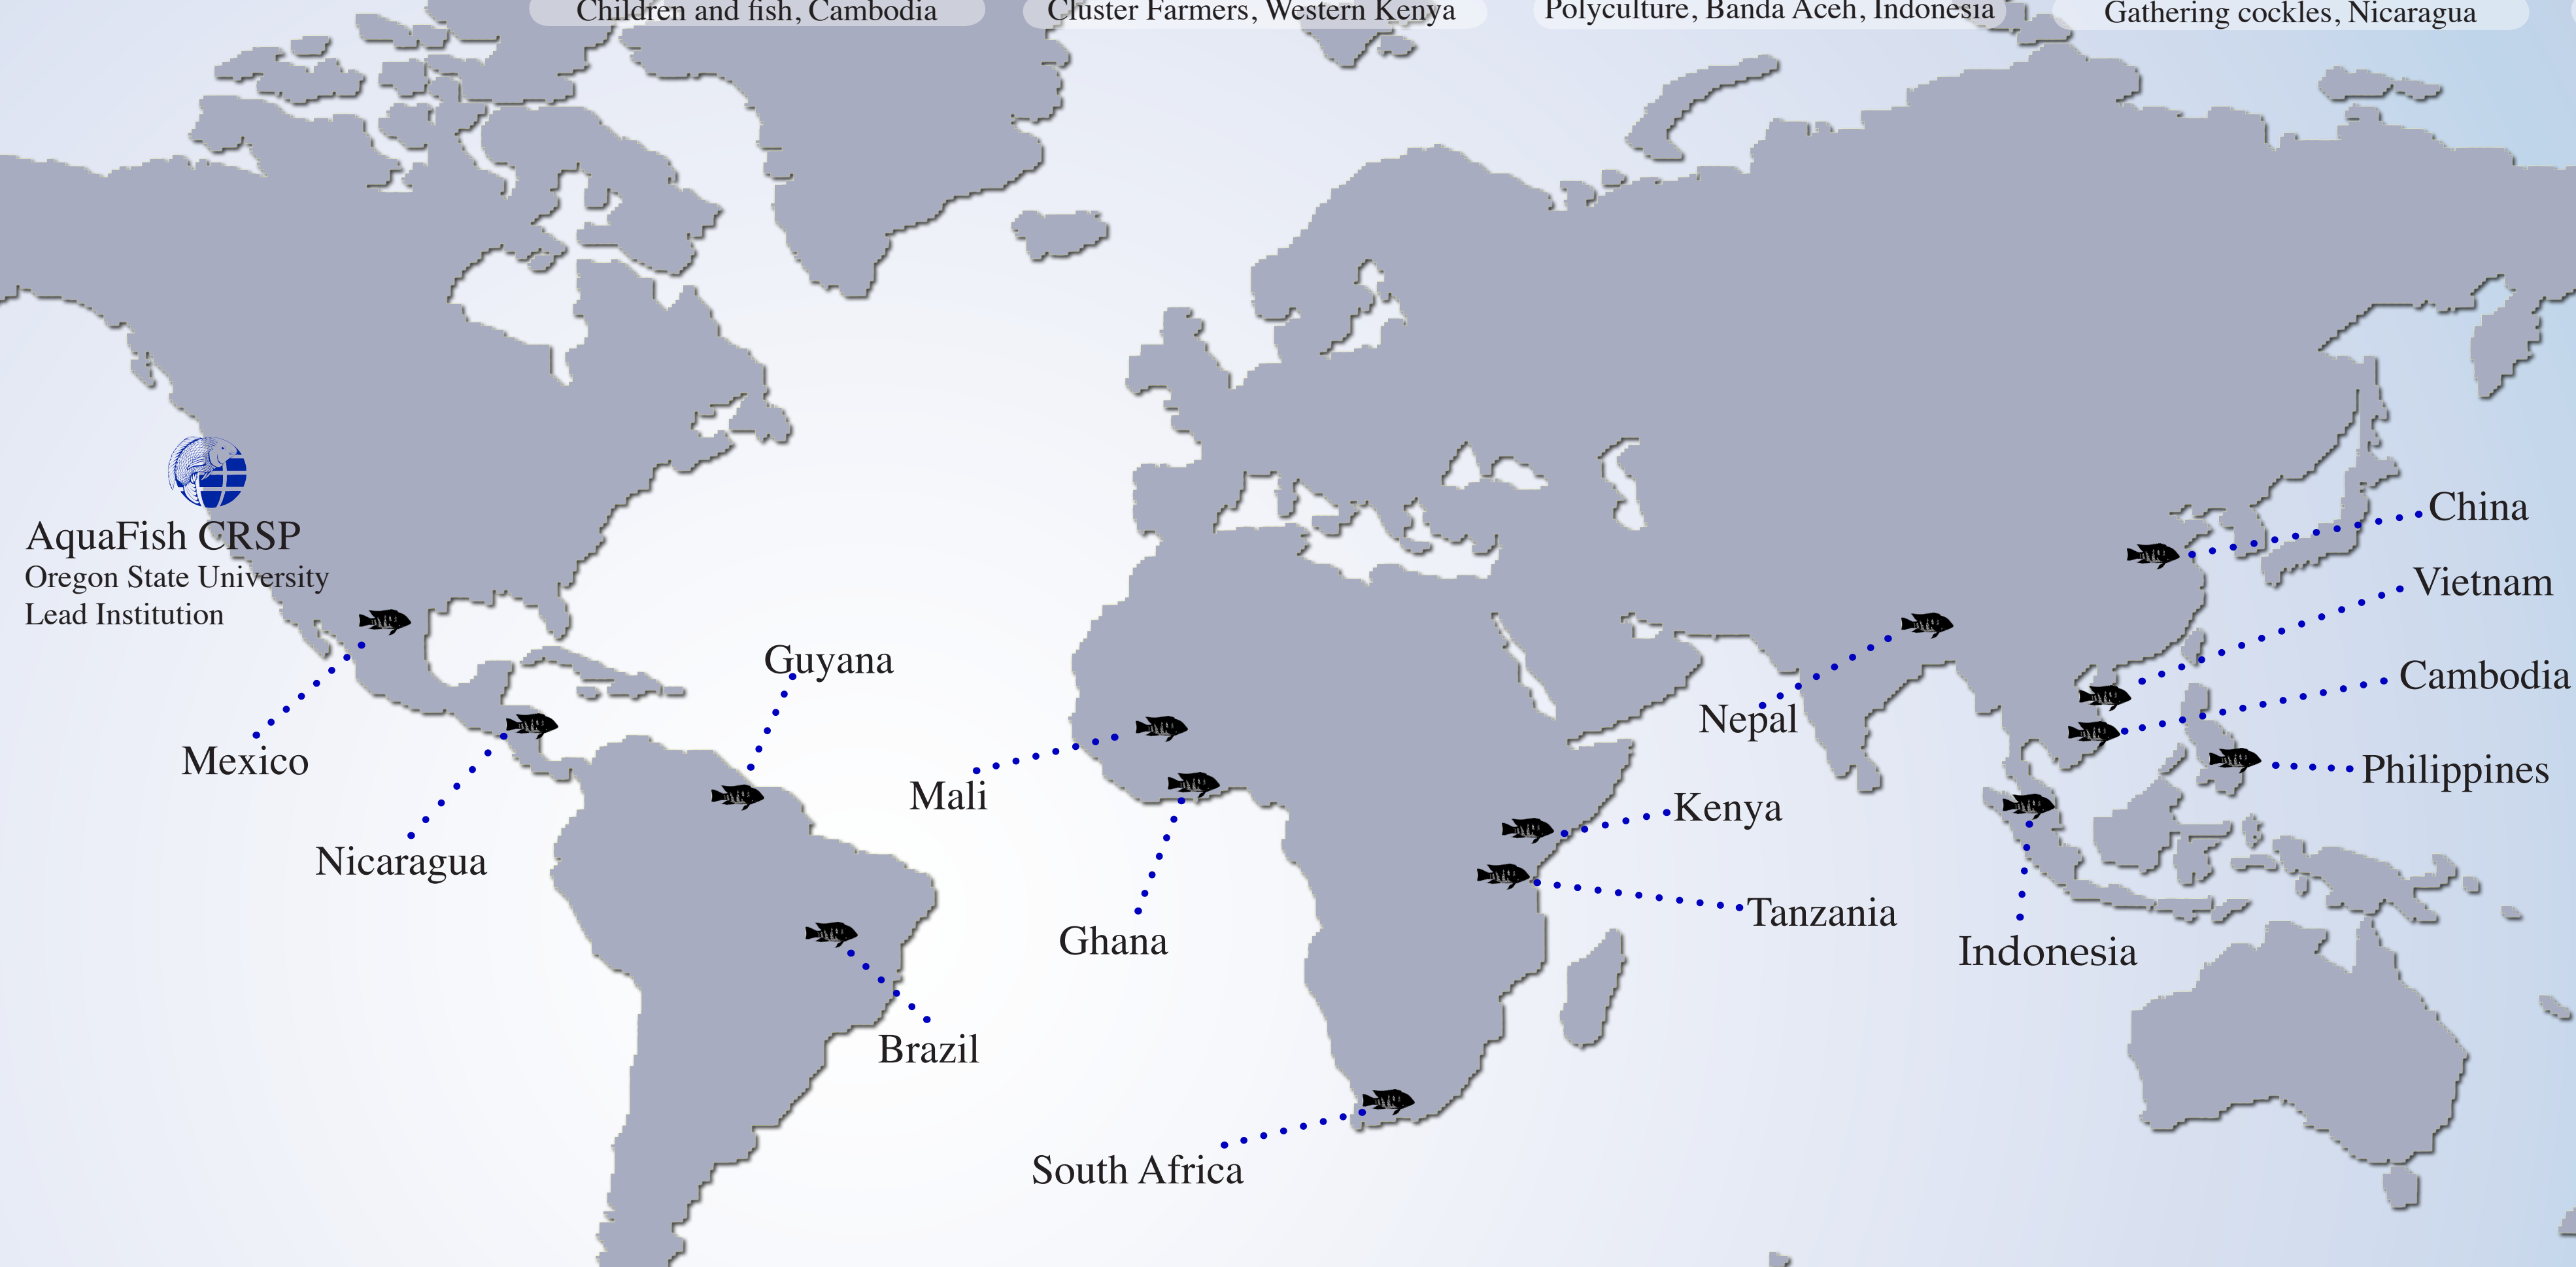 Children and fish, Cambodia
Cluster Farmers, Western Kenya
Polyculture, Banda Aceh, Indonesia
Gathering cockles, Nicaragua
AquaFish CRSP
Oregon State University
Lead Institution
China
Vietnam
Guyana
Cambodia
Nepal
Mexico
Philippines
Mali
Kenya
Nicaragua
Tanzania
Ghana
Indonesia
Brazil
South Africa